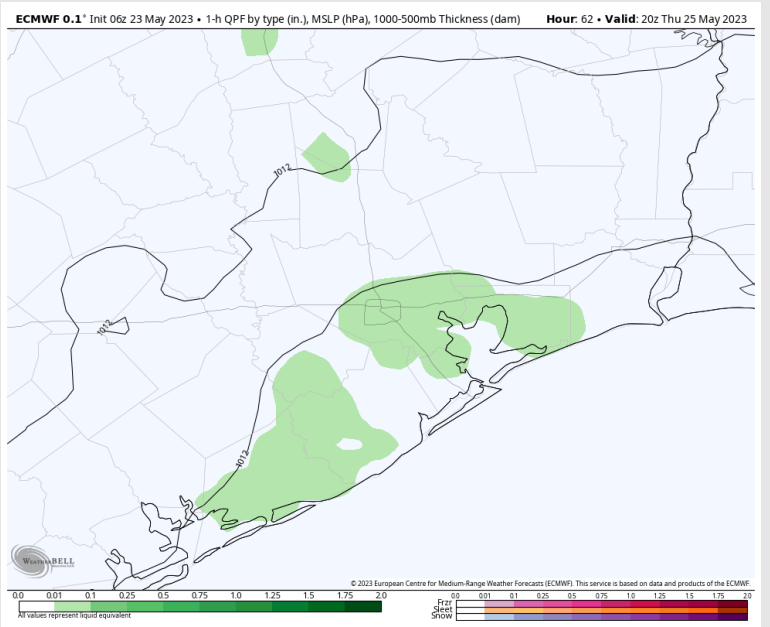 ECMWF 0.1° Init 06z 23 May 2023 • 1-h QPF by type (in.), MSLP (hPa), 1000-500mb Thickness (dam) Hour: 62 • Valid: 20z Thu 25 May 2023
1012
1012
1012
WEATHERBELL
© 2023 European Centre for Medium-Range Weather Forecasts (ECMWF). This service is based on data and products of the ECMWF.
0.0 0.01 0.1 0.25 0.5 0.75 1.0 1.25 1.5 1.75 2.0
All values represent liquid equivalent
0.0 0.01 0.1 0.25 0.5 0.75 1.0 1.25 1.5 1.75 2.0
Frzr
Sleet
Snow